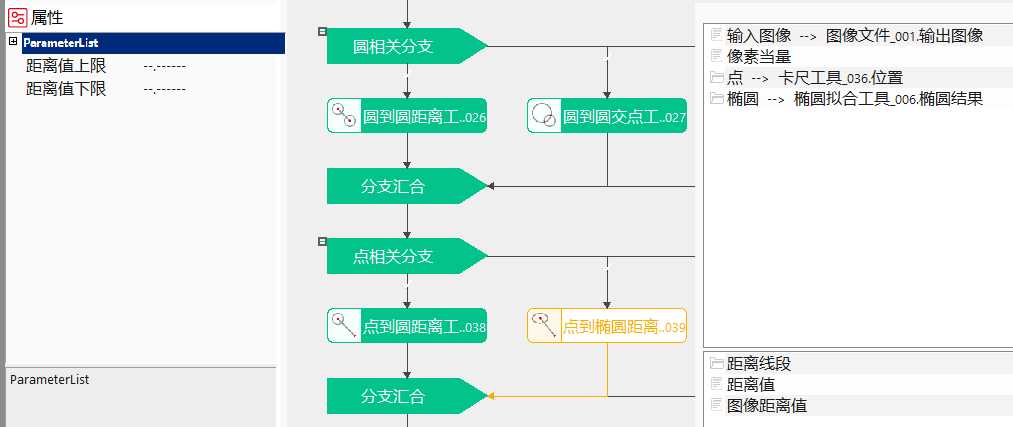 属性
ParameterList
距离值上限 --.------
距离值下限 --.------
ParameterList
圆相关分支
圆到圆距离工..026
圆到圆交点工..027
分支汇合
点相关分支
点到圆距离工..038
点到椭圆距离..039
分支汇合
输入图像 --> 图像文件_001.输出图像
像素当量
点 --> 卡尺工具_036.位置
椭圆 --> 椭圆拟合工具_006.椭圆结果
距离线段
距离值
图像距离值